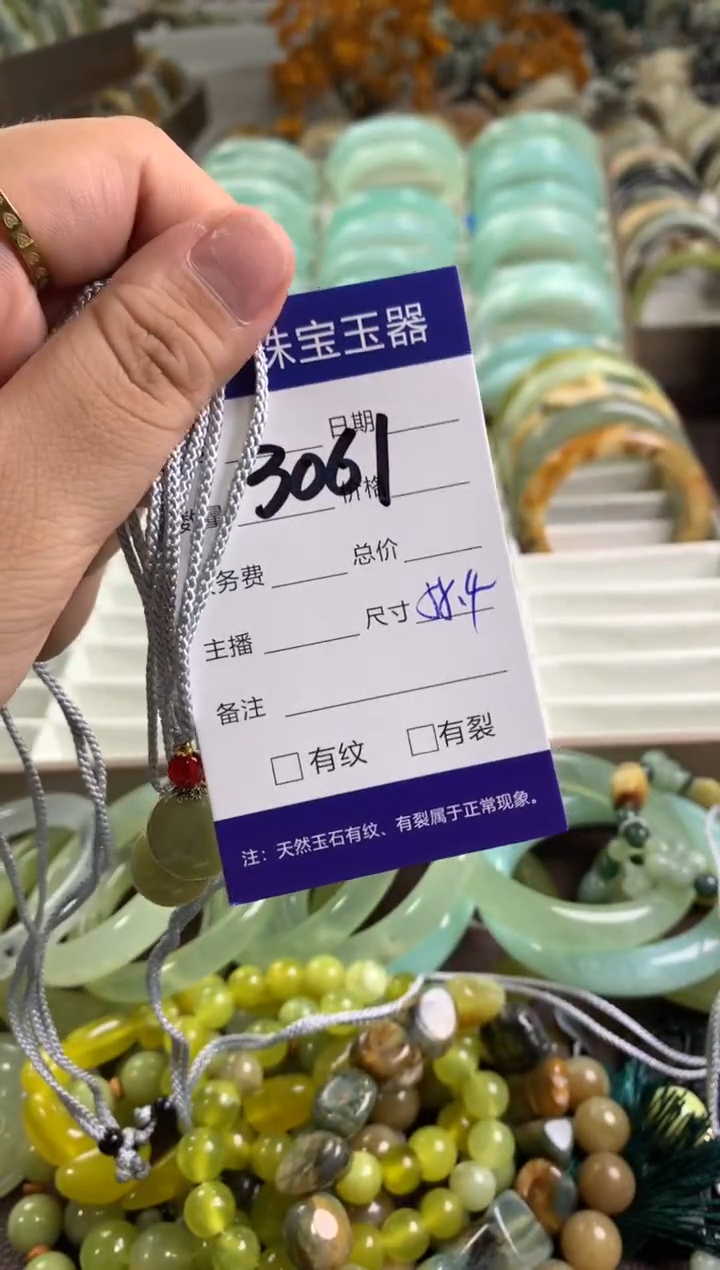 珠宝玉器
日期
3061
数量 价格
务费 总价
主播 尺寸
备注
□有纹 □有裂
注：天然玉石有纹、有裂属于正常现象。